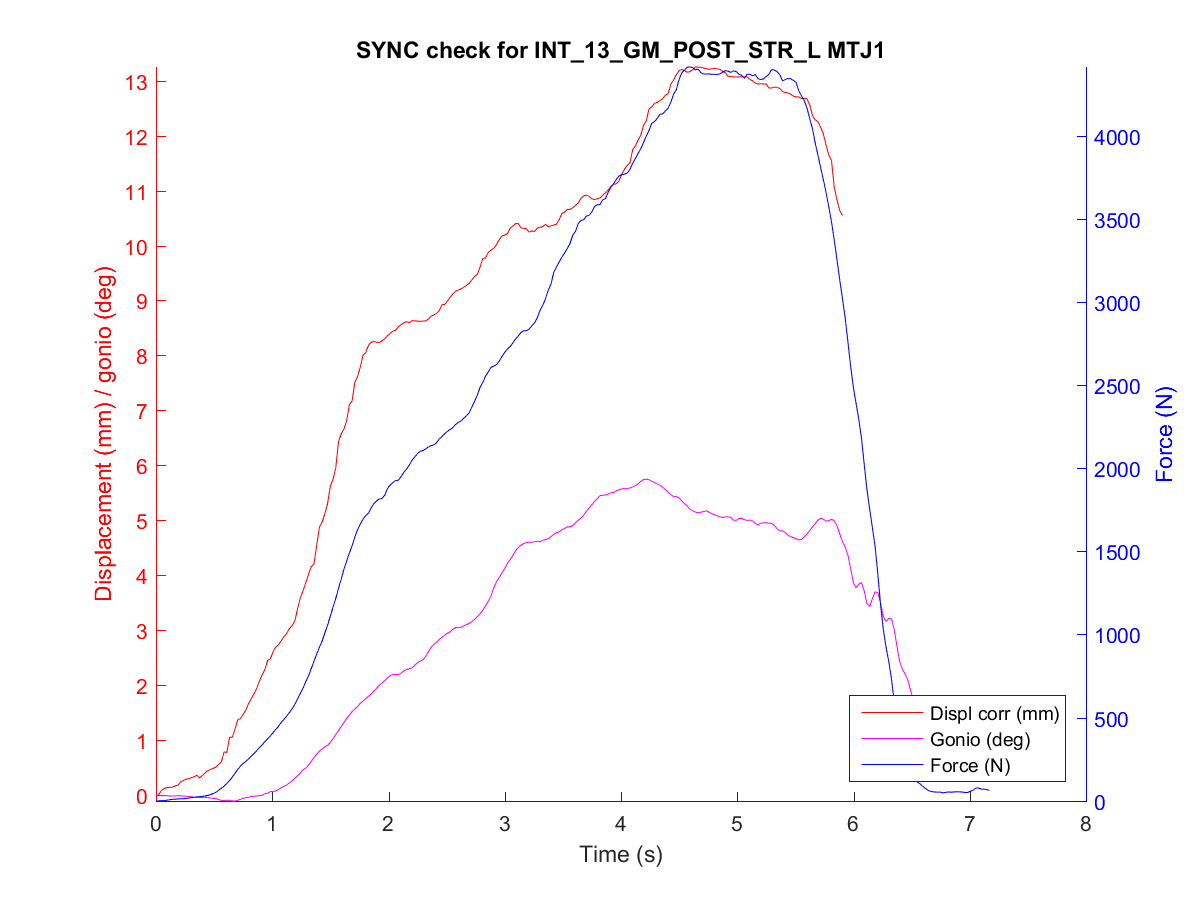 SYNC check for INT_13_GM_POST_STR_L MTJ1
Displacement (mm) / gonio (deg)
13
12
11
10
9
8
7
6
5
4
3
2
1
0
4000
3500
3000
2500
2000
1500
1000
500
0
Force (N)
Displ corr (mm)
Gonio (deg)
Force (N)
0 1 2 3 4 5 6 7 8
Time (s)